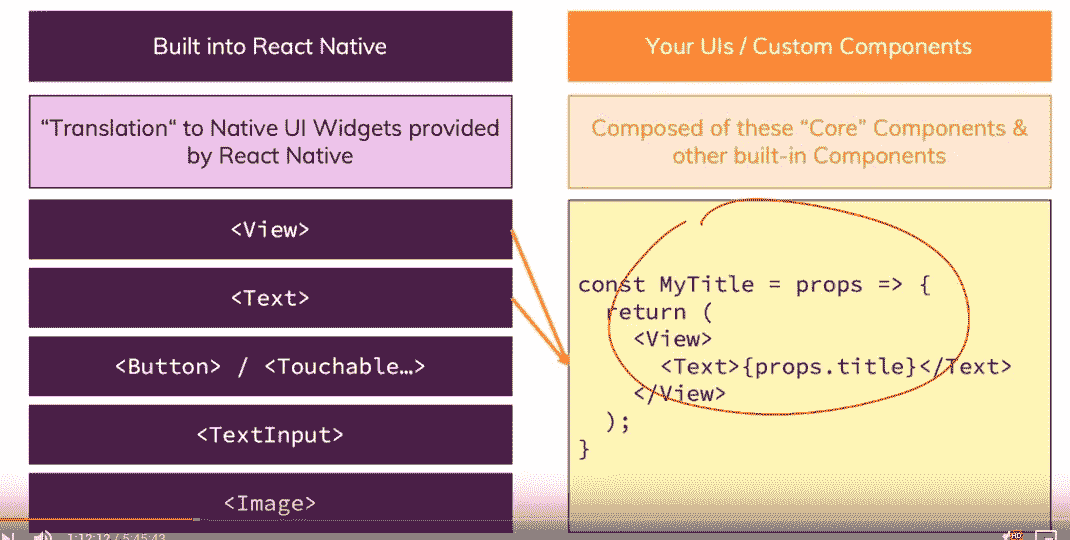 Built into React Native
“Translation“ to Native UI Widgets provided
by React Native
<View>
<Text>
<Button> / <Touchable…>
<TextInput>
<Image>
Your UIs / Custom Components
Composed of these “Core” Components &
other built-in Components
const MyTitle = props => {
  return (
    <View>
      <Text>{props.title}</Text>
    </View>
  );
}
1:12:12 / 5:45:43
HD